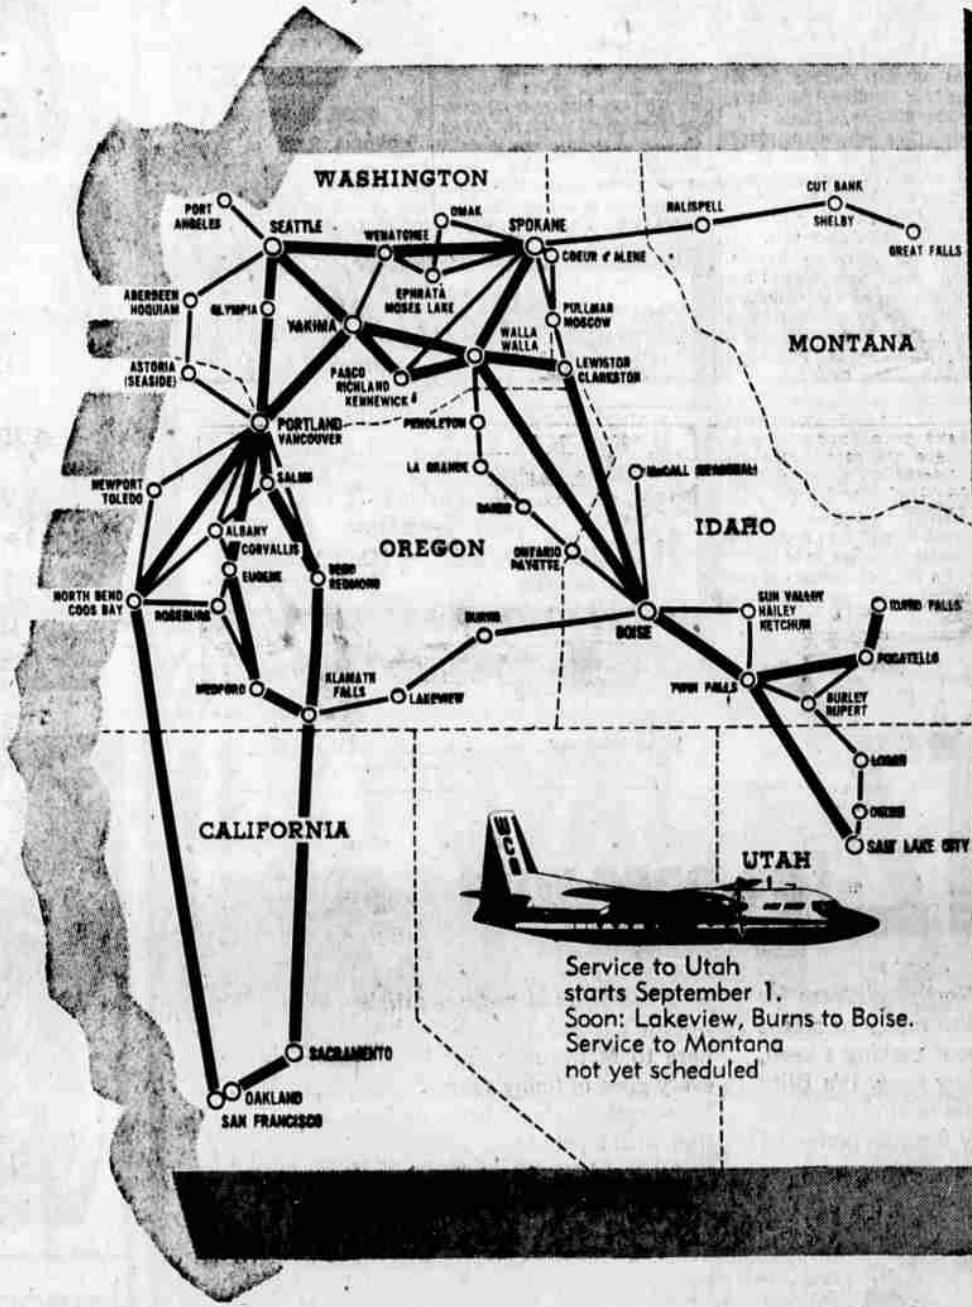 WASHINGTON
PORT
ANGELES
SEATTLE
WENATCHEE
OMAK
SPOKANE
COEUR d'ALENE
KALISPELL
CUT BANK
SHELBY
GREAT FALLS
ABERDEEN
HOQUIAM
OLYMPIA
EPHRATA
MOSES LAKE
PULLMAN
MOSCOW
YAKIMA
WALLA
WALLA
MONTANA
ASTORIA
(SEASIDE)
PASCO
RICHLAND
KENNEWICK
LEWISTON
CLARKSTON
PORTLAND
VANCOUVER
PENDLETON
LA GRANDE
NEWPORT
TOLEDO
SALEM
BAKER
ALBANY
CORVALLIS
OREGON
IDAHO
ONTARIO
PAYETTE
EUGENE
BEND
REDMOND
NORTH BEND
COOS BAY
ROSEBURG
BURNS
BOISE
SUN VALLEY
HAILEY
KETCHUM
IDAHO FALLS
POCATELLO
MEDFORD
KLAMATH
FALLS
LAKEVIEW
TWIN FALLS
BURLEY
RUPERT
LOGAN
OGDEN
CALIFORNIA
SALT LAKE CITY
UTAH
WCA
Service to Utah
starts September 1.
Soon: Lakeview, Burns to Boise.
Service to Montana
not yet scheduled
SACRAMENTO
OAKLAND
SAN FRANCISCO